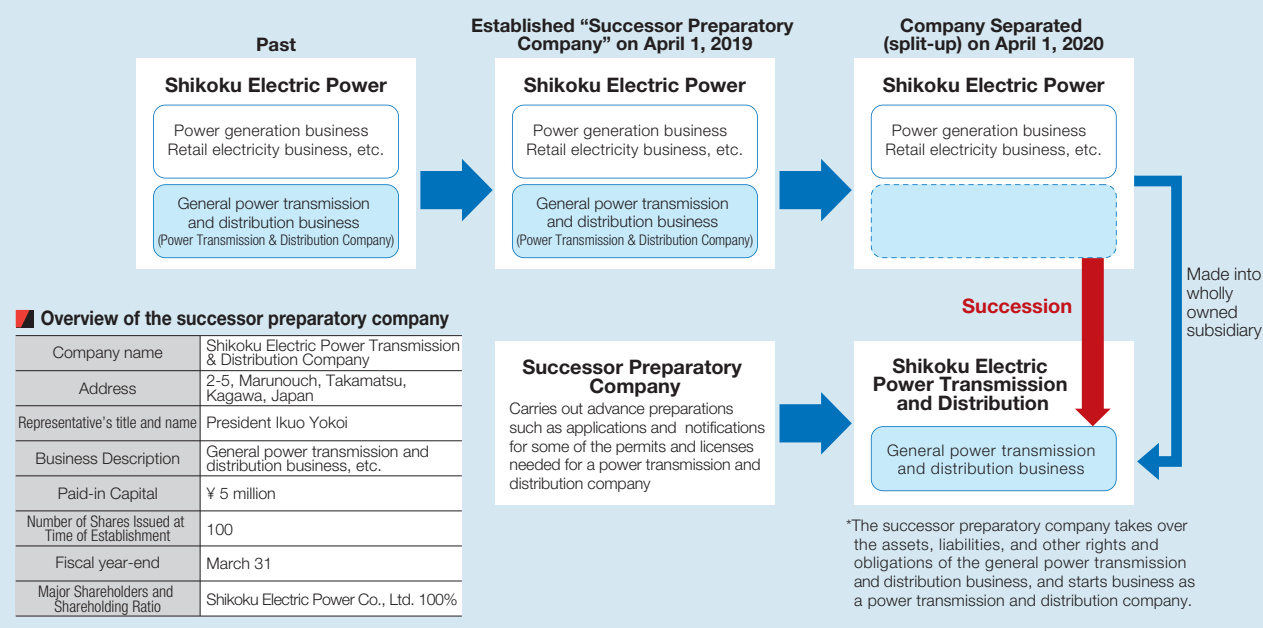 Past
Shikoku Electric Power
Power generation business
Retail electricity business, etc.
General power transmission
and distribution business
(Power Transmission & Distribution Company)
Established “Successor Preparatory
Company” on April 1, 2019
Shikoku Electric Power
Power generation business
Retail electricity business, etc.
General power transmission
and distribution business
(Power Transmission & Distribution Company)
Company Separated
(split-up) on April 1, 2020
Shikoku Electric Power
Power generation business
Retail electricity business, etc.
Made into
wholly
owned
subsidiary
Succession
Overview of the successor preparatory company
Company name
Shikoku Electric Power Transmission
& Distribution Company
Address
2-5, Marunouch, Takamatsu,
Kagawa, Japan
Representative’s title and name
President Ikuo Yokoi
Business Description
General power transmission and
distribution business, etc.
Paid-in Capital
¥ 5 million
Number of Shares Issued at
Time of Establishment
100
Fiscal year-end
March 31
Major Shareholders and
Shareholding Ratio
Shikoku Electric Power Co., Ltd. 100%
Successor Preparatory
Company
Carries out advance preparations
such as applications and notifications
for some of the permits and licenses
needed for a power transmission and
distribution company
Shikoku Electric
Power Transmission
and Distribution
General power transmission
and distribution business
*The successor preparatory company takes over
the assets, liabilities, and other rights and
obligations of the general power transmission
and distribution business, and starts business as
a power transmission and distribution company.